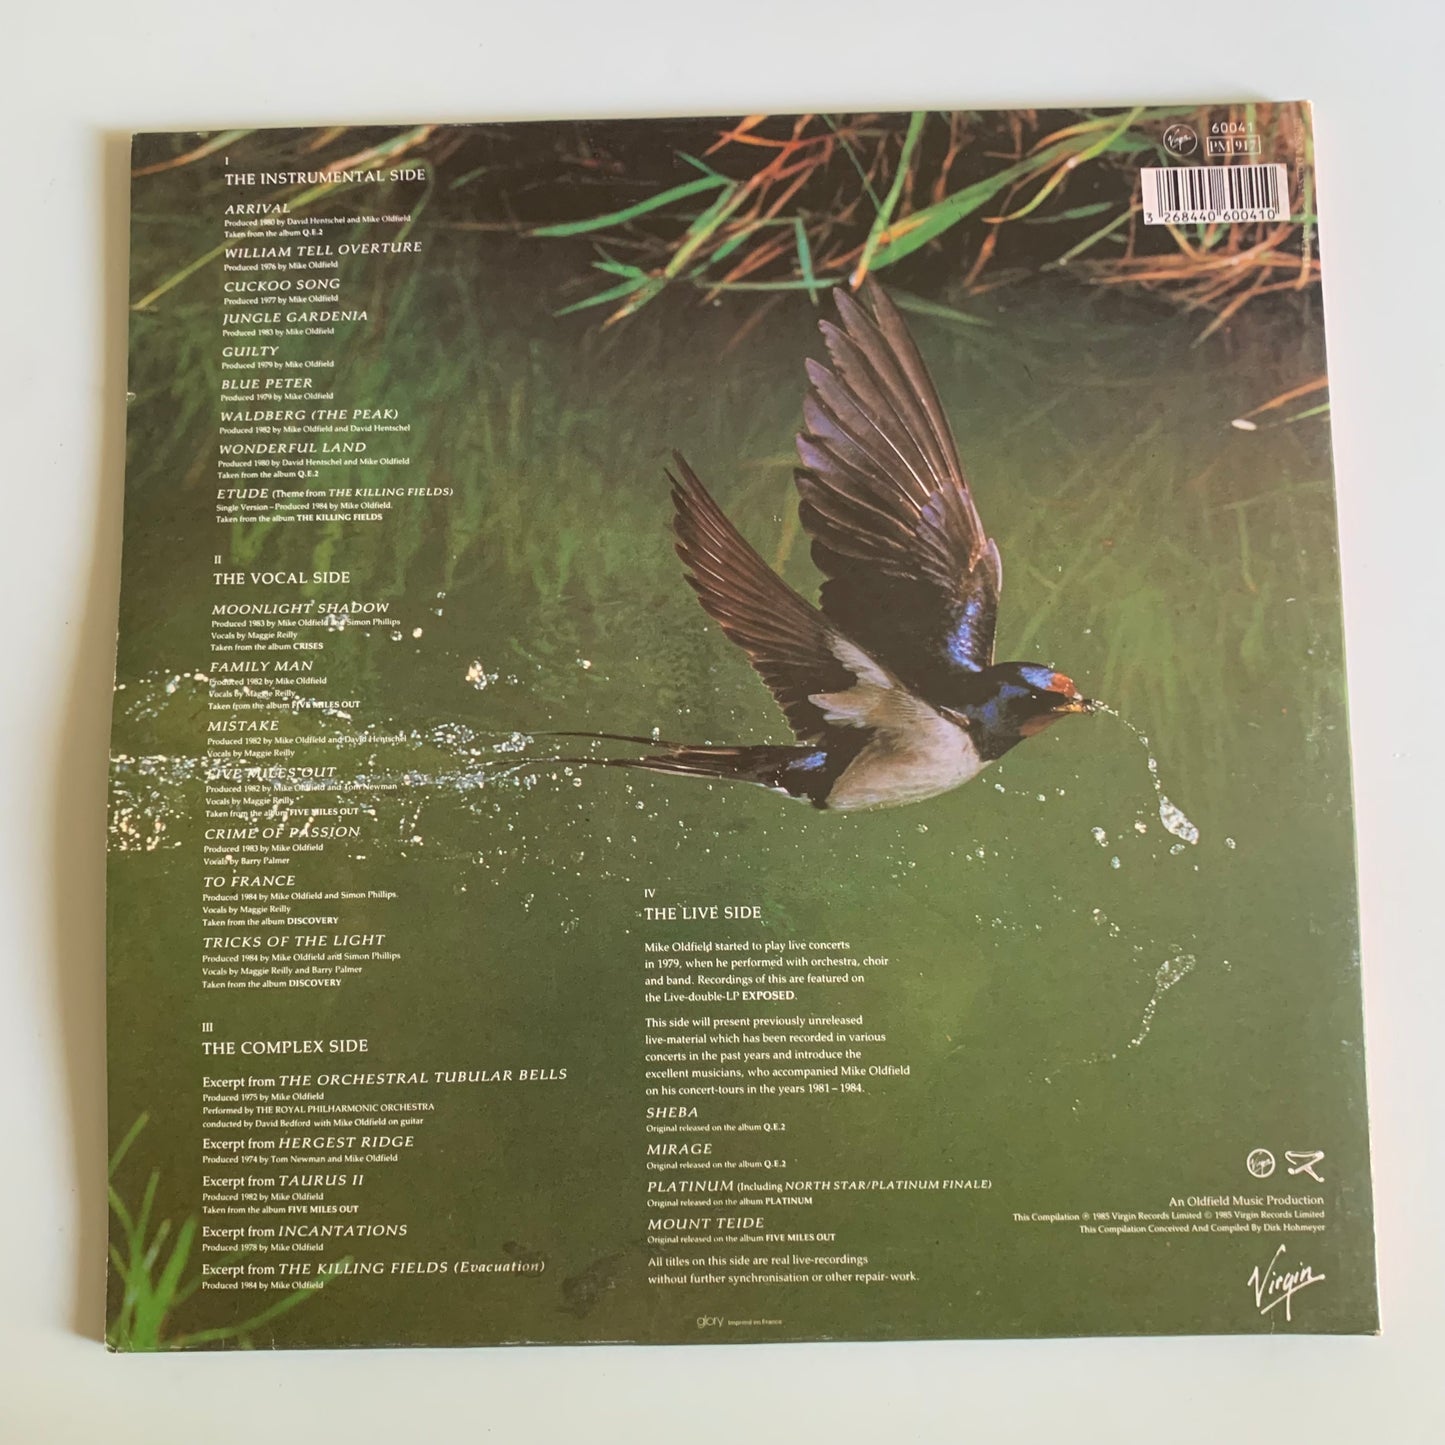 I
THE INSTRUMENTAL SIDE
ARRIVAL
Produced 1980 by David Hentschel and Mike Oldfield
Taken from the album Q.E.2
WILLIAM TELL OVERTURE
Produced 1976 by Mike Oldfield
CUCKOO SONG
Produced 1977 by Mike Oldfield
JUNGLE GARDENIA
Produced 1983 by Mike Oldfield
GUILTY
Produced 1979 by Mike Oldfield
BLUE PETER
Produced 1979 by Mike Oldfield
WALDBERG (THE PEAK)
Produced 1982 by Mike Oldfield and David Hentschel
WONDERFUL LAND
Produced 1980 by David Hentschel and Mike Oldfield
Taken from the album Q.E.2
ETUDE (Theme from THE KILLING FIELDS)
Single Version – Produced 1984 by Mike Oldfield.
Taken from the album THE KILLING FIELDS
II
THE VOCAL SIDE
MOONLIGHT SHADOW
Produced 1983 by Mike Oldfield and Simon Phillips
Vocals by Maggie Reilly
Taken from the album CRISES
FAMILY MAN
Produced 1982 by Mike Oldfield
Vocals by Maggie Reilly
Taken from the album FIVE MILES OUT
MISTAKE
Produced 1982 by Mike Oldfield and David Hentschel
Vocals by Maggie Reilly
FIVE MILES OUT
Produced 1982 by Mike Oldfield and Tom Newman
Vocals by Maggie Reilly
Taken from the album FIVE MILES OUT
CRIME OF PASSION
Produced 1983 by Mike Oldfield
Vocals by Barry Palmer
TO FRANCE
Produced 1984 by Mike Oldfield and Simon Phillips.
Vocals by Maggie Reilly
Taken from the album DISCOVERY
TRICKS OF THE LIGHT
Produced 1984 by Mike Oldfield and Simon Phillips
Vocals by Maggie Reilly and Barry Palmer
Taken from the album DISCOVERY
III
THE COMPLEX SIDE
Excerpt from THE ORCHESTRAL TUBULAR BELLS
Produced 1975 by Mike Oldfield
Performed by THE ROYAL PHILHARMONIC ORCHESTRA
conducted by David Bedford with Mike Oldfield on guitar
Excerpt from HERGEST RIDGE
Produced 1974 by Tom Newman and Mike Oldfield
Excerpt from TAURUS II
Produced 1982 by Mike Oldfield
Taken from the album FIVE MILES OUT
Excerpt from INCANTATIONS
Produced 1978 by Mike Oldfield
Excerpt from THE KILLING FIELDS (Evacuation)
Produced 1984 by Mike Oldfield
IV
THE LIVE SIDE
Mike Oldfield started to play live concerts
in 1979, when he performed with orchestra, choir
and band. Recordings of this are featured on
the Live-double-LP EXPOSED.
This side will present previously unreleased
live-material which has been recorded in various
concerts in the past years and introduce the
excellent musicians, who accompanied Mike Oldfield
on his concert-tours in the years 1981 – 1984.
SHEBA
Original released on the album Q.E.2
MIRAGE
Original released on the album Q.E.2
PLATINUM (Including NORTH STAR/PLATINUM FINALE)
Original released on the album PLATINUM
MOUNT TEIDE
Original released on the album FIVE MILES OUT
All titles on this side are real live-recordings
without further synchronisation or other repair-work.
glory Imprimé en France
Virgin
60041
PM 917
3 268440 600410
Virgin
An Oldfield Music Production
This Compilation ℗ 1985 Virgin Records Limited © 1985 Virgin Records Limited
This Compilation Conceived And Compiled By Dirk Hohmeyer
Virgin